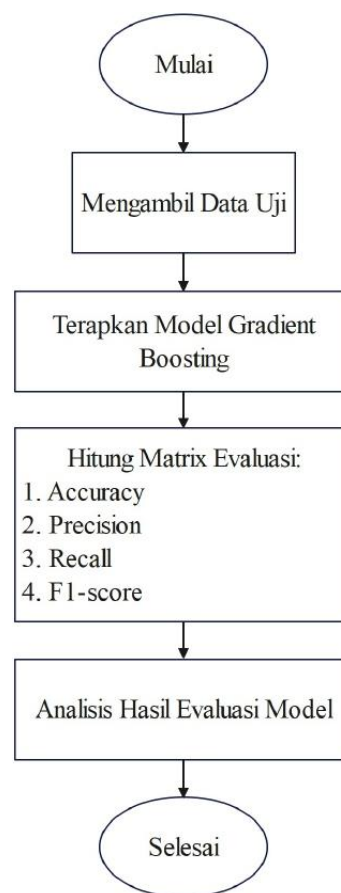 Mulai
Mengambil Data Uji
Terapkan Model Gradient
Boosting
Hitung Matrix Evaluasi:
1. Accuracy
2. Precision
3. Recall
4. F1-score
Analisis Hasil Evaluasi Model
Selesai